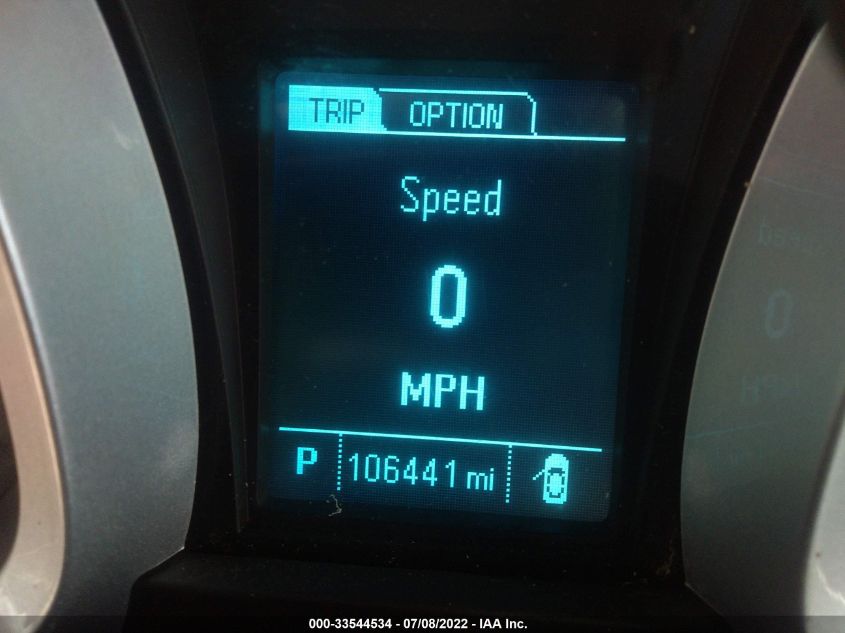 TRIP OPTION
Speed
0
MPH
P 106441 mi
000-33544534 - 07/08/2022 - IAA Inc.